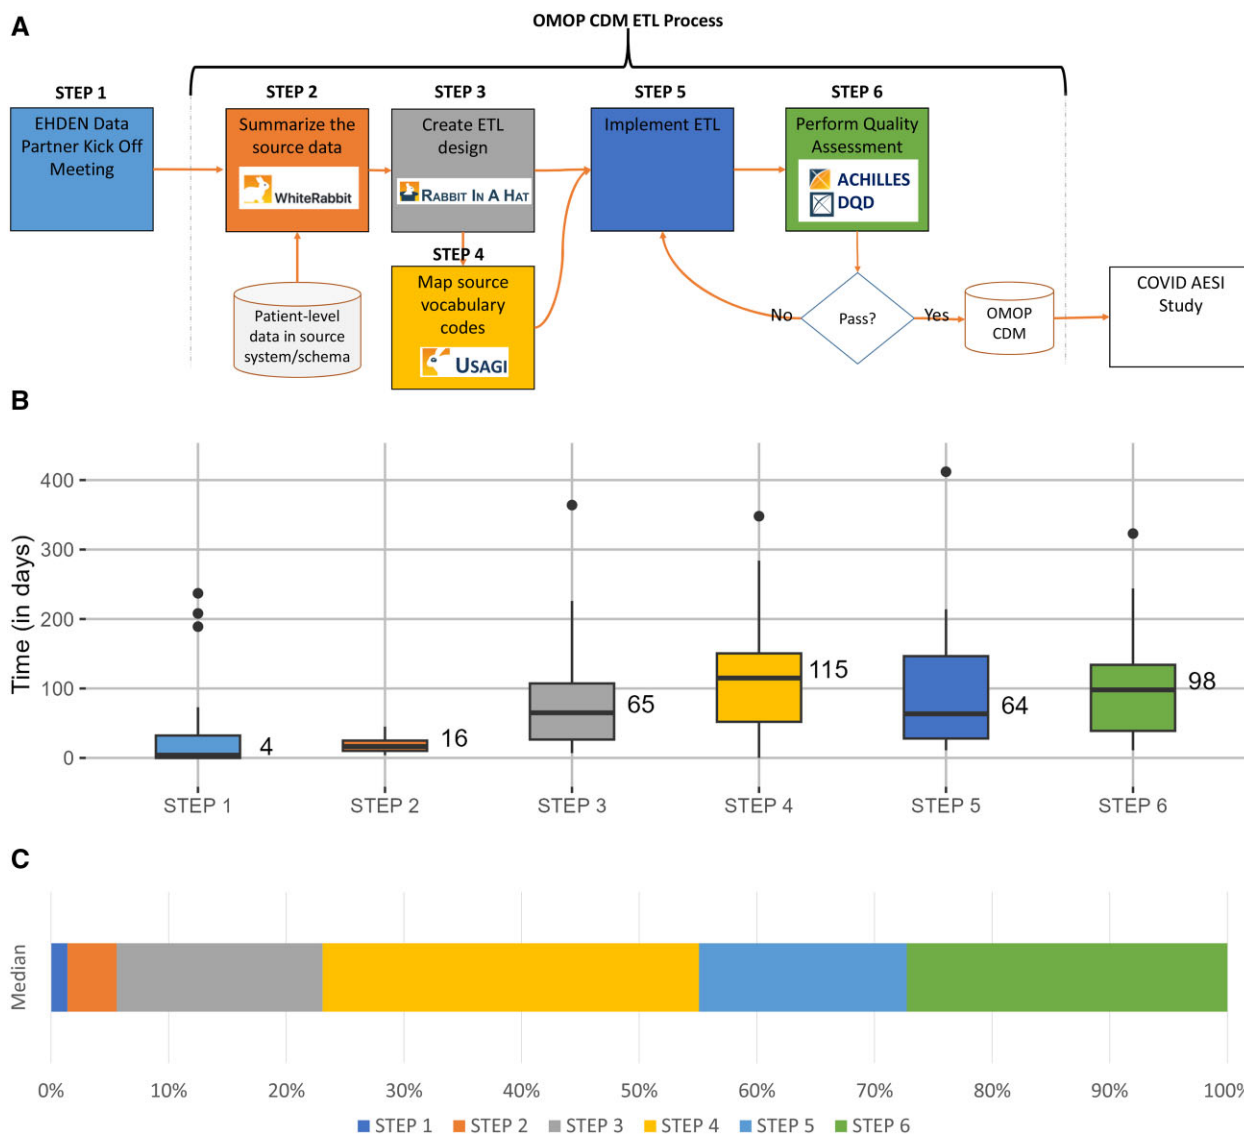 A
OMOP CDM ETL Process
STEP 1
STEP 2
STEP 3
STEP 5
STEP 6
EHDEN Data
Partner Kick Off
Meeting
Summarize the
source data
WhiteRabbit
Create ETL
design
RABBIT IN A HAT
Implement ETL
Perform Quality
Assessment
ACHILLES
DQD
STEP 4
Map source
vocabulary
codes
USAGI
Patient-level
data in source
system/schema
No
Pass?
Yes
OMOP
CDM
COVID AESI
Study
B
Time (in days)
400
300
200
100
0
4
16
65
115
64
98
STEP 1
STEP 2
STEP 3
STEP 4
STEP 5
STEP 6
C
Median
0%
10%
20%
30%
40%
50%
60%
70%
80%
90%
100%
STEP 1
STEP 2
STEP 3
STEP 4
STEP 5
STEP 6